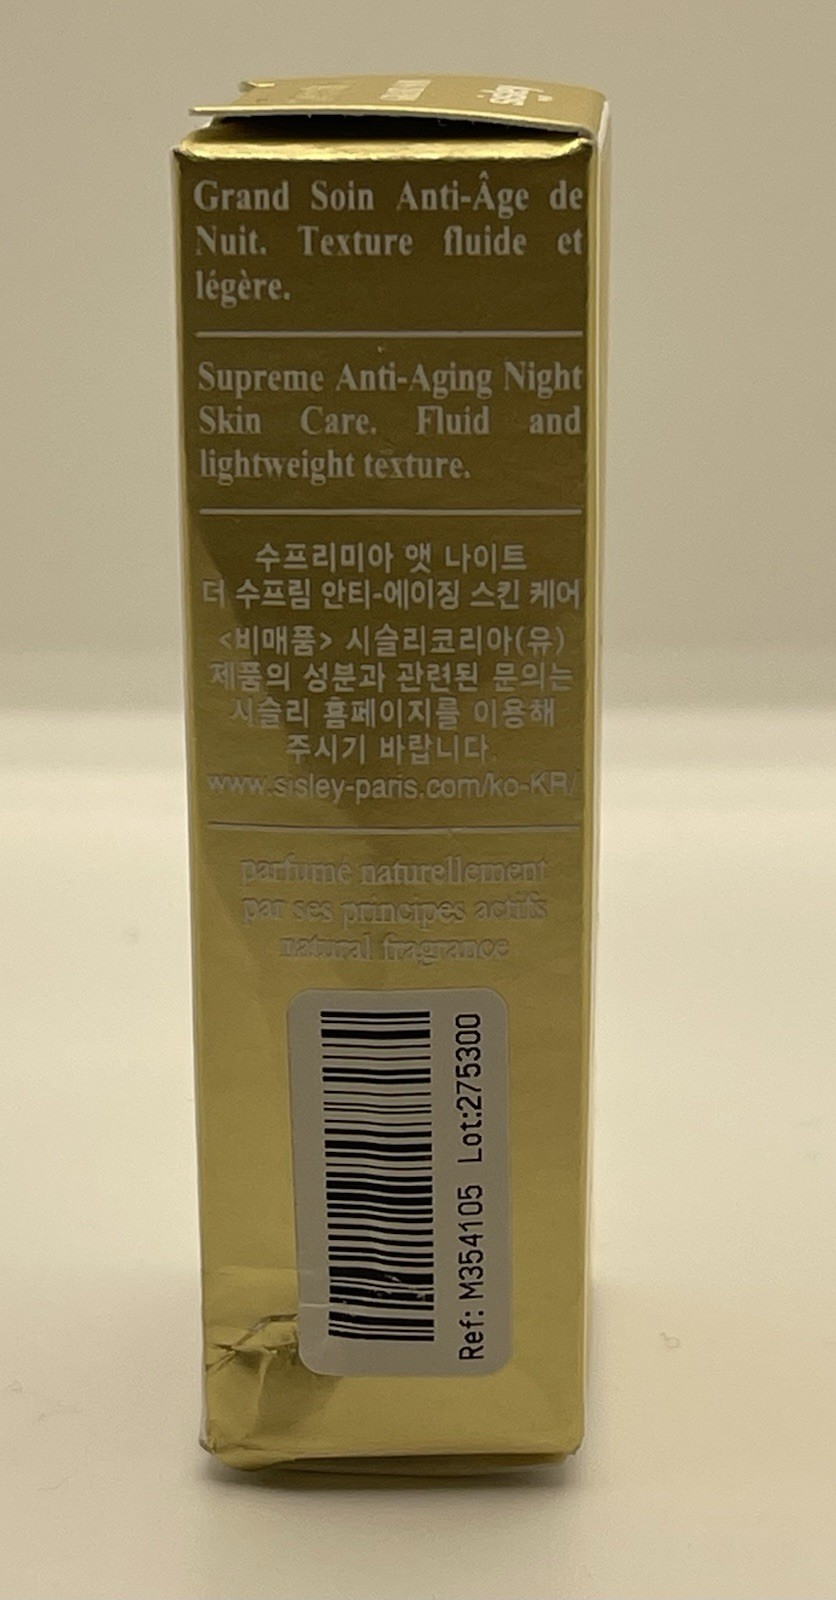 sisley
Grand Soin Anti-Âge de
Nuit. Texture fluide et
légère.
Supreme Anti-Aging Night
Skin Care. Fluid and
lightweight texture.
수프리미아 앳 나이트
더 수프림 안티-에이징 스킨 케어
<비매품> 시슬리코리아(유)
제품의 성분과 관련된 문의는
시슬리 홈페이지를 이용해
주시기 바랍니다.
www.sisley-paris.com/ko-KR/
parfumé naturellement
par ses principes actifs
natural fragrance
Ref: M354105 Lot:275300